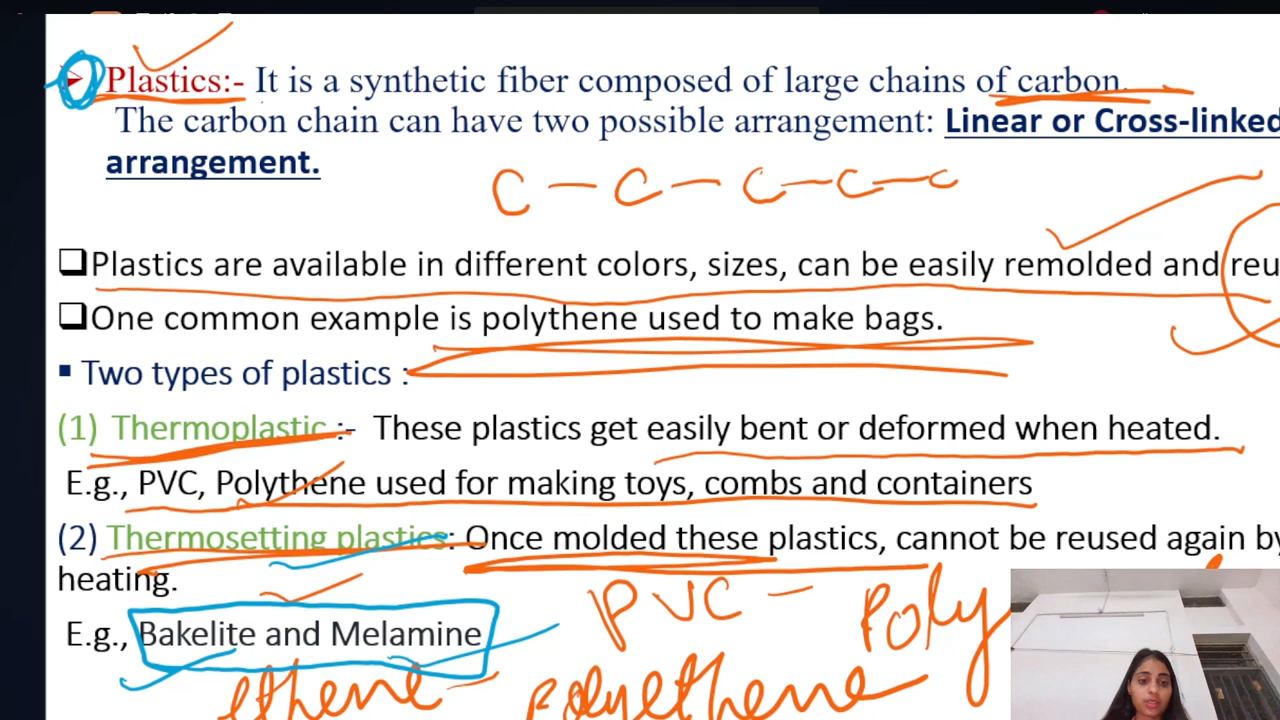 Plastics:- It is a synthetic fiber composed of large chains of carbon.
The carbon chain can have two possible arrangement: Linear or Cross-linked
arrangement.
C - C - C - C - C
Plastics are available in different colors, sizes, can be easily remolded and reu
One common example is polythene used to make bags.
Two types of plastics :
(1) Thermoplastic :- These plastics get easily bent or deformed when heated.
E.g., PVC, Polythene used for making toys, combs and containers
(2) Thermosetting plastics: Once molded these plastics, cannot be reused again by
heating.
PVC - Poly
E.g., Bakelite and Melamine
ethene - Polyethene